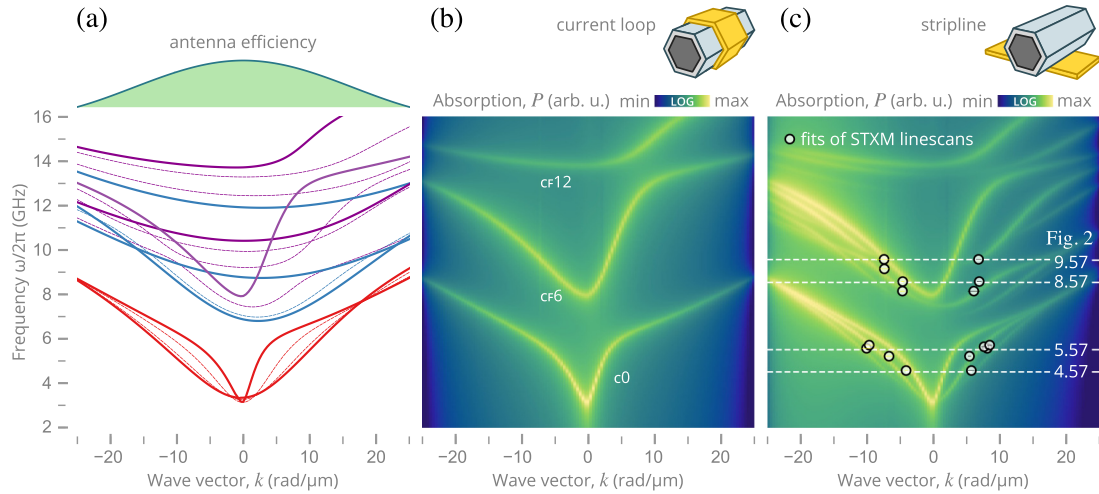 (a)
antenna efficiency
16
14
12
10
8
6
4
2
Frequency ω/2π (GHz)
−20 −10 0 10 20
Wave vector, k (rad/μm)
(b)
current loop
Absorption, P (arb. u.) min LOG max
CF12
CF6
C0
−20 −10 0 10 20
Wave vector, k (rad/μm)
(c)
stripline
Absorption, P (arb. u.) min LOG max
fits of STXM linescans
Fig. 2
9.57
8.57
5.57
4.57
−20 −10 0 10 20
Wave vector, k (rad/μm)